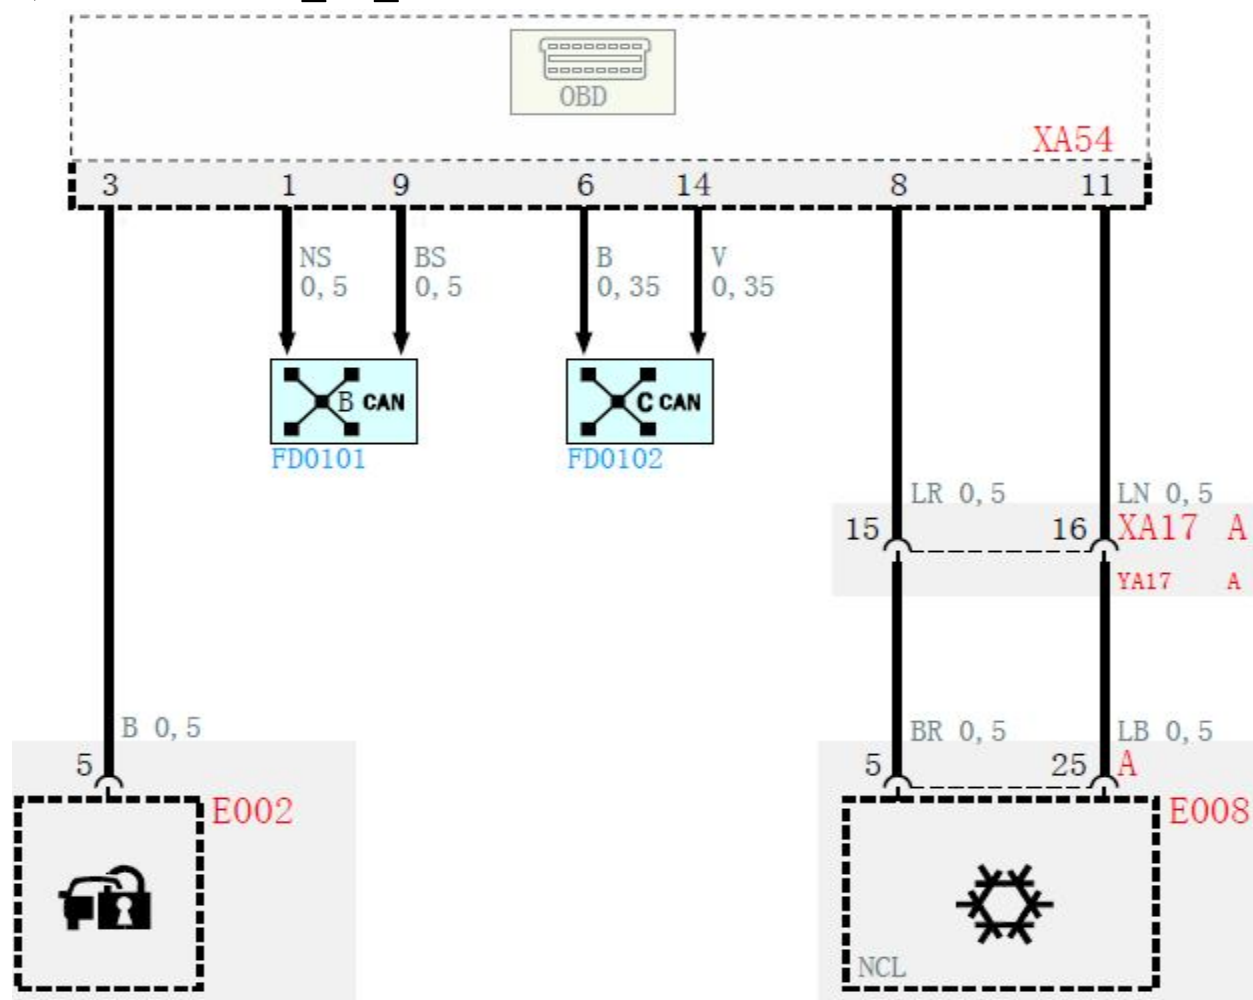 OBD
XA54
3 1 9 6 14 8 11
NS BS B V
0,5 0,5 0,35 0,35
B CAN C CAN
FD0101 FD0102
LR 0,5 LN 0,5
15 16 XA17 A
YA17 A
B 0,5 BR 0,5 LB 0,5
5 5 25 A
E002 E008
NCL